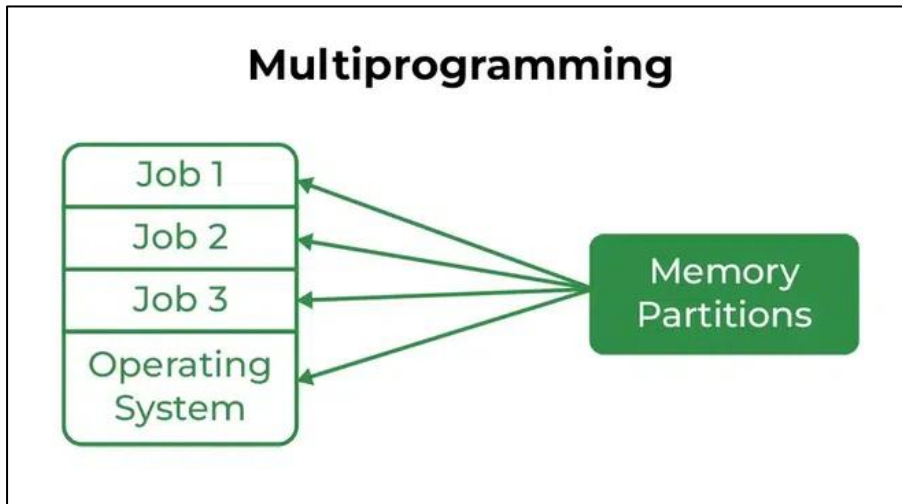 Multiprogramming
Job 1
Job 2
Job 3
Operating
System
Memory
Partitions